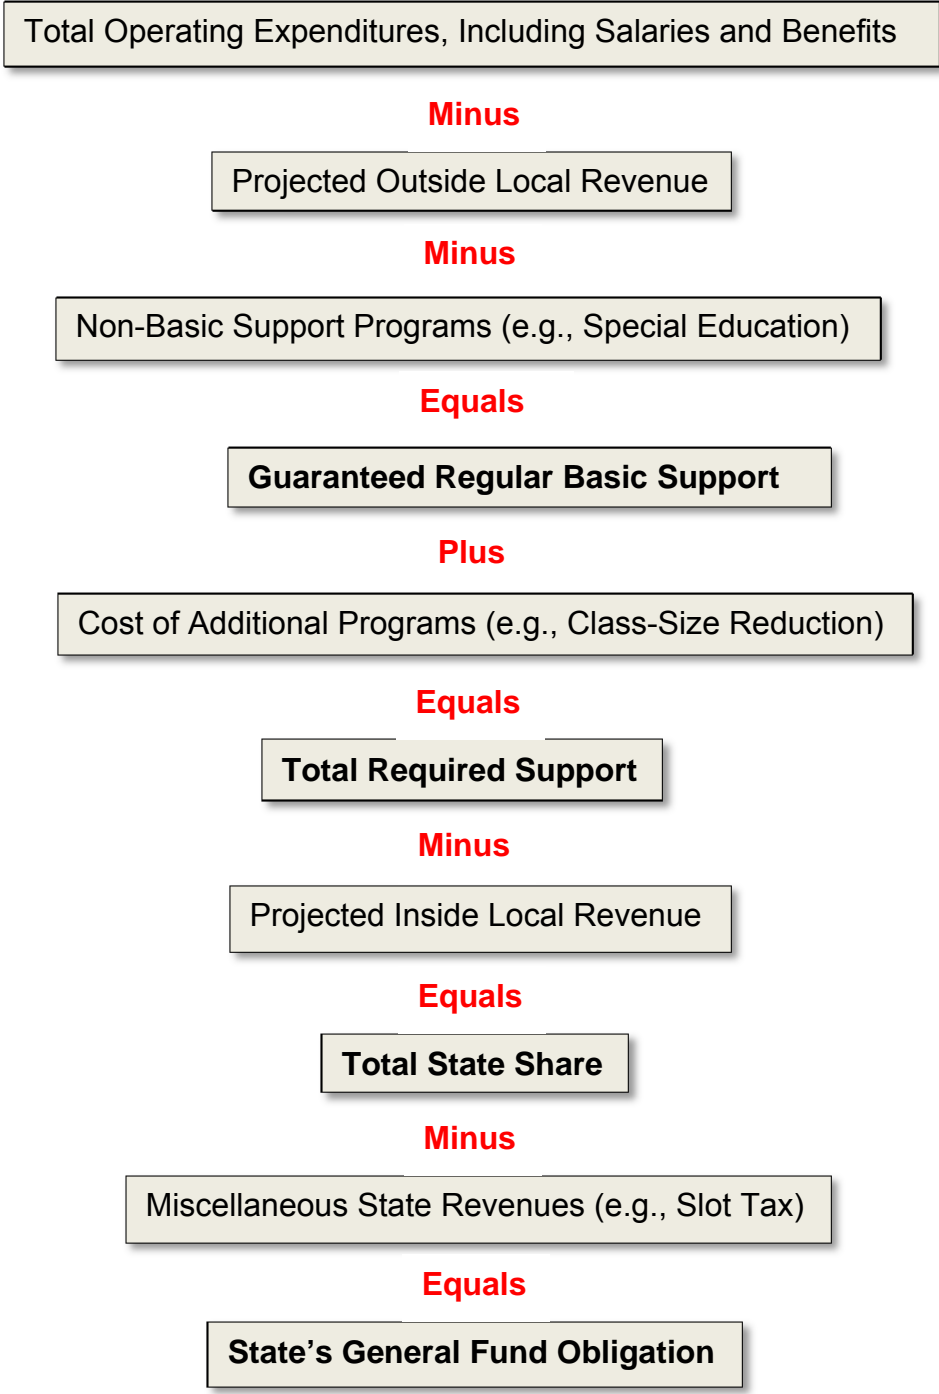 Total Operating Expenditures, Including Salaries and Benefits
Minus
Projected Outside Local Revenue
Minus
Non-Basic Support Programs (e.g., Special Education)
Equals
Guaranteed Regular Basic Support
Plus
Cost of Additional Programs (e.g., Class-Size Reduction)
Equals
Total Required Support
Minus
Projected Inside Local Revenue
Equals
Total State Share
Minus
Miscellaneous State Revenues (e.g., Slot Tax)
Equals
State’s General Fund Obligation